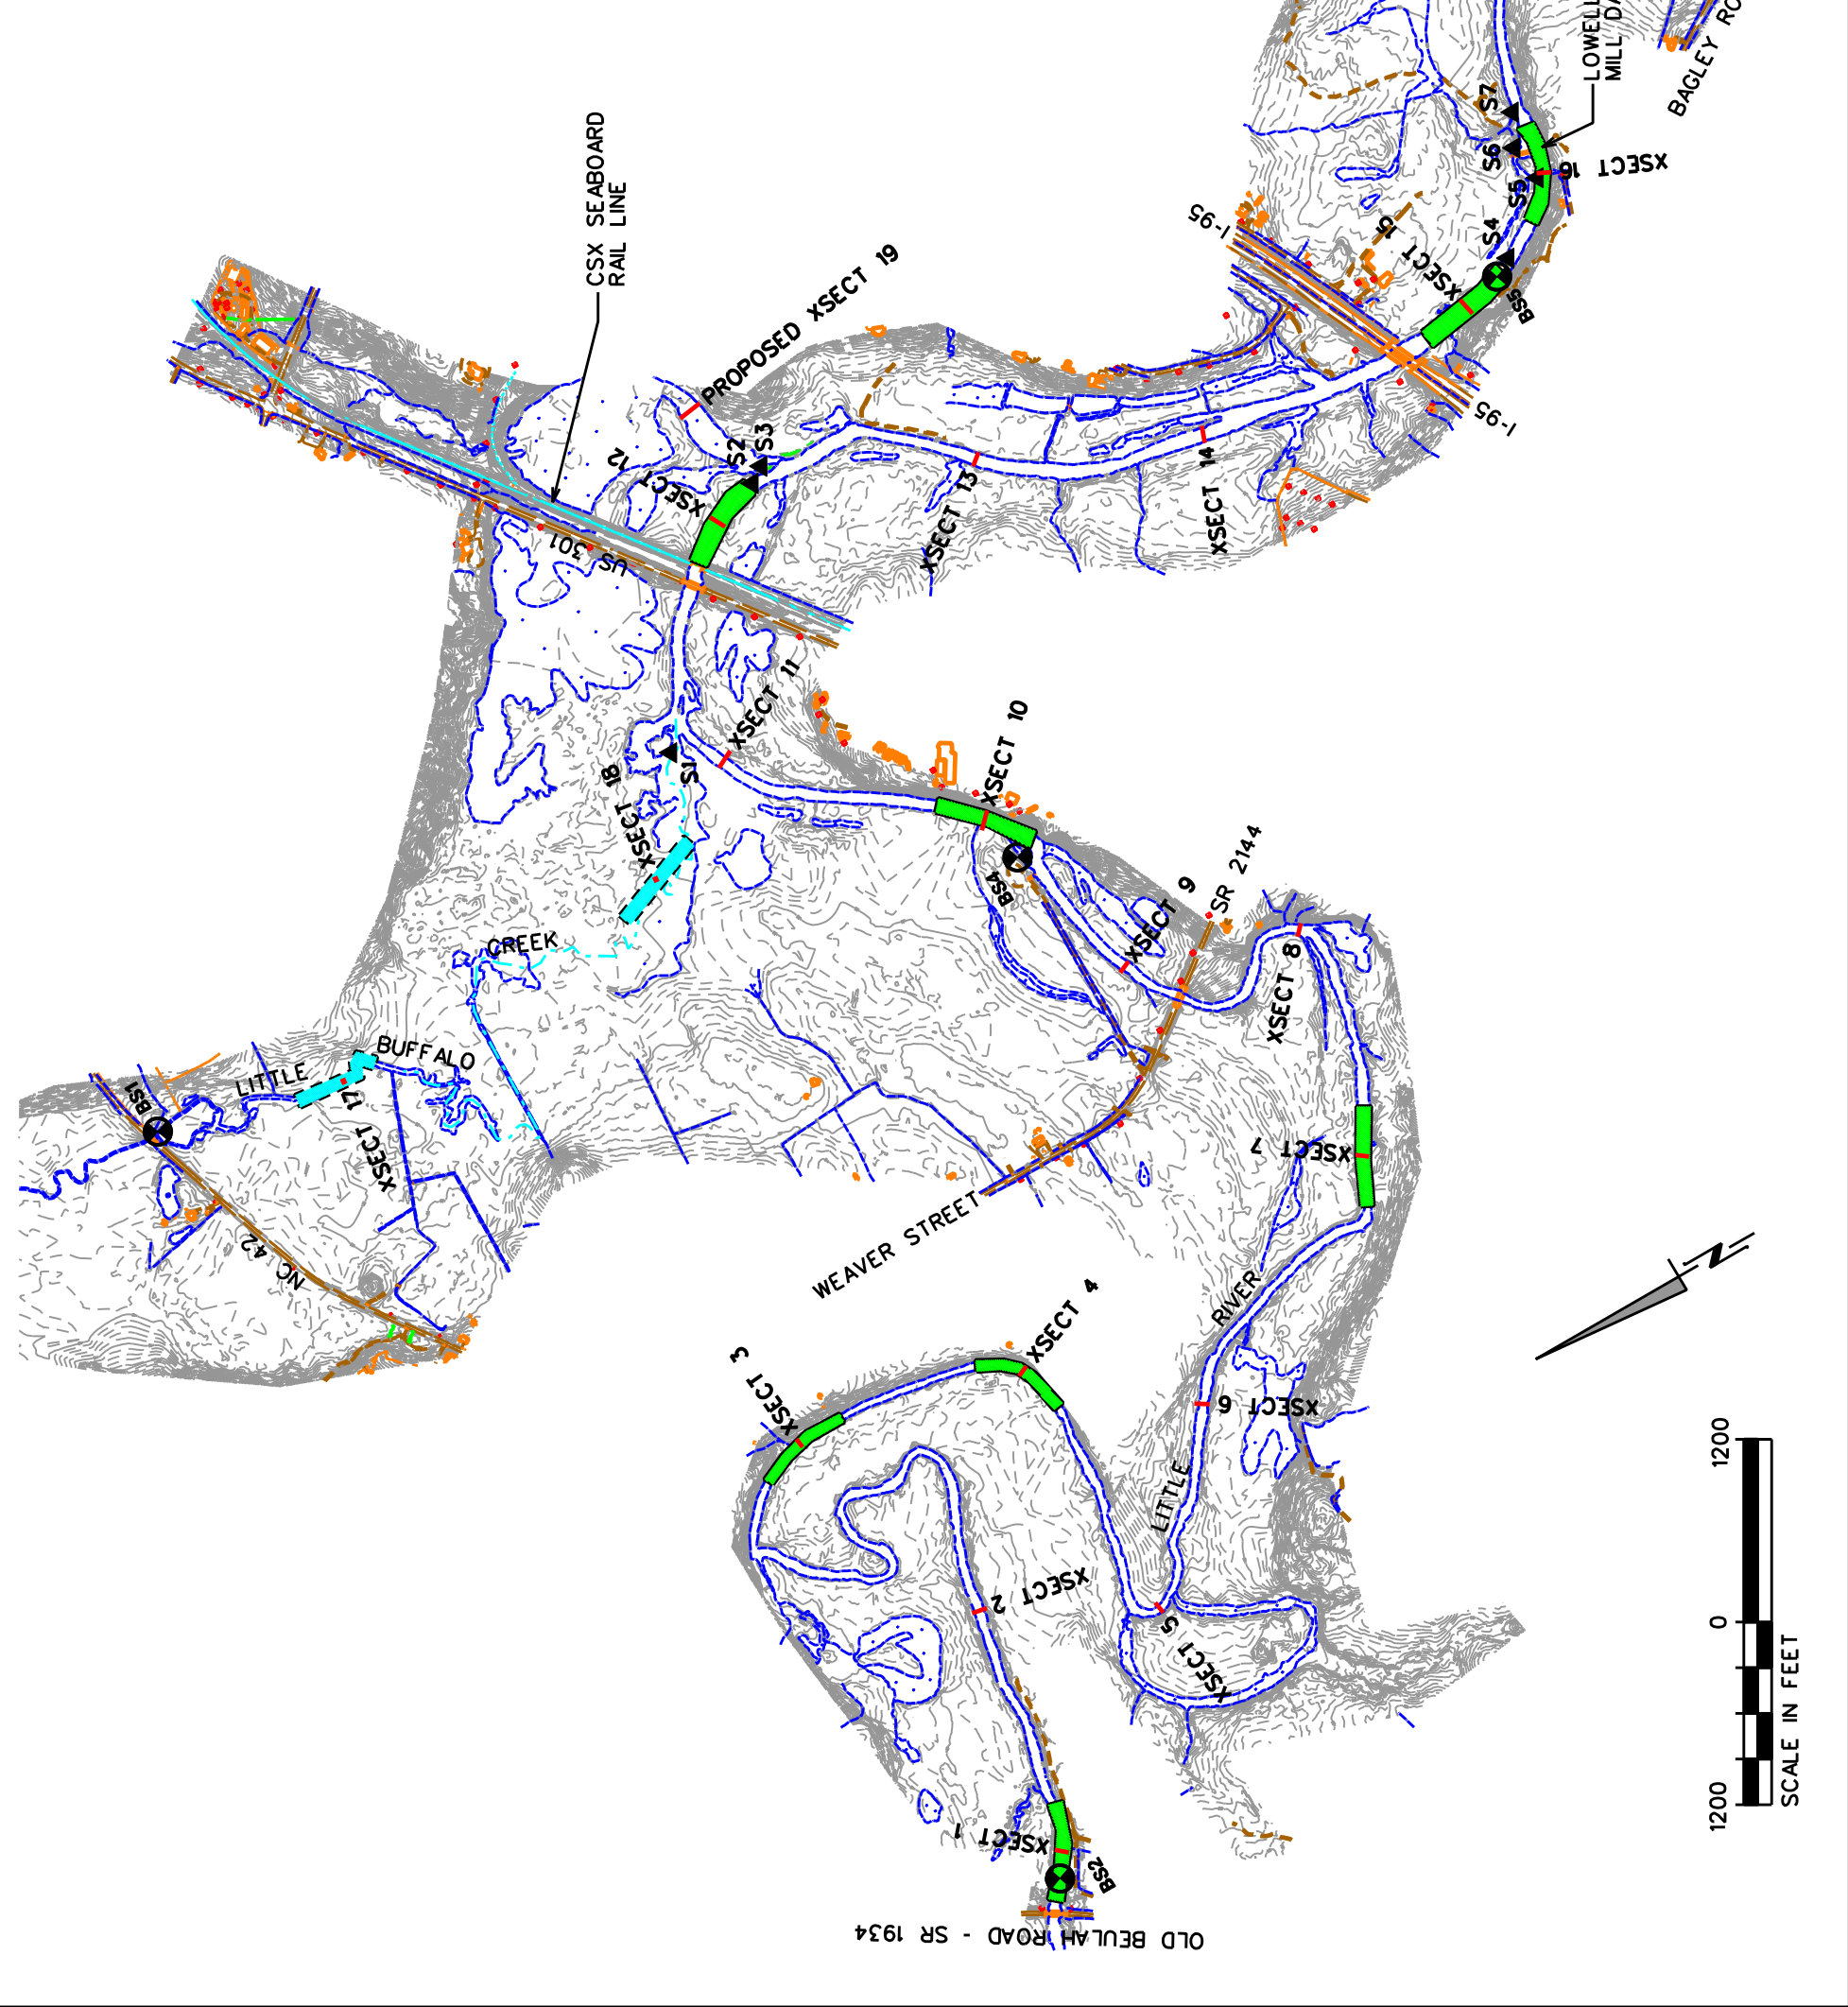 LOWELL
MILL DA
BAGLEY RO
S7
S6
S5
S4
XSECT 16
XSECT 15
BS5
I-95
I-95
CSX SEABOARD
RAIL LINE
PROPOSED XSECT 19
S2
S3
XSECT 12
XSECT 13
XSECT 14
US 301
XSECT 11
S1
XSECT 18
XSECT 10
BS4
XSECT 9
SR 2144
XSECT 8
CREEK
BUFFALO
LITTLE
BS1
XSECT 17
NC 42
XSECT 7
WEAVER STREET
RIVER
LITTLE
XSECT 4
XSECT 3
XSECT 6
XSECT 2
XSECT 5
XSECT 1
BS2
OLD BEULAH ROAD - SR 1934
N
1200
0
1200
SCALE IN FEET